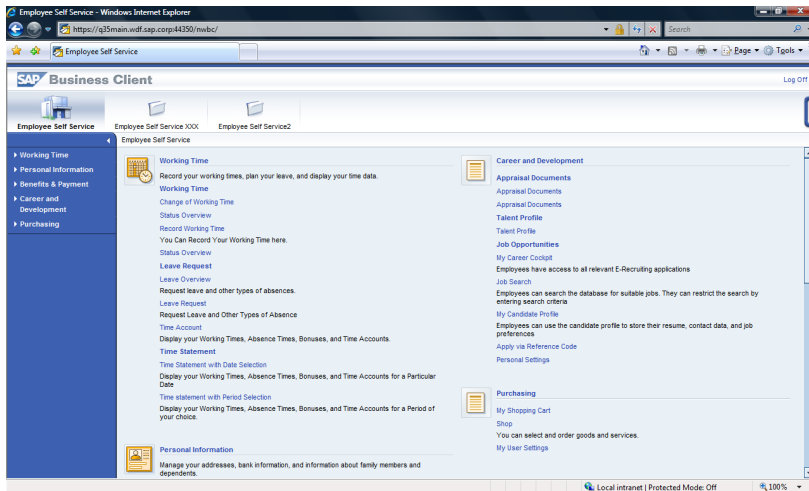 Employee Self Service - Windows Internet Explorer
https://q35main.wdf.sap.corp:44350/nwbc/
Search
Employee Self Service
Page
Tools
SAP Business Client
Log Off
Employee Self Service
Employee Self Service XXX
Employee Self Service2
Employee Self Service
Working Time
Personal Information
Benefits & Payment
Career and
Development
Purchasing
Working Time
Record your working times, plan your leave, and display your time data.
Working Time
Change of Working Time
Status Overview
Record Working Time
You Can Record Your Working Time here.
Status Overview
Leave Request
Leave Overview
Request leave and other types of absences.
Leave Request
Request Leave and Other Types of Absence
Time Account
Display your Working Times, Absence Times, Bonuses, and Time Accounts.
Time Statement
Time Statement with Date Selection
Display your Working Times, Absence Times, Bonuses, and Time Accounts for a Particular
Date
Time statement with Period Selection
Display your Working Times, Absence Times, Bonuses, and Time Accounts for a Period of
your choice.
Personal Information
Manage your addresses, bank information, and information about family members and
dependents.
Career and Development
Appraisal Documents
Appraisal Documents
Appraisal Documents
Talent Profile
Talent Profile
Job Opportunities
My Career Cockpit
Employees have access to all relevant E-Recruiting applications
Job Search
Employees can search the database for suitable jobs. They can restrict the search by
entering search criteria
My Candidate Profile
Employees can use the candidate profile to store their resume, contact data, and job
preferences
Apply via Reference Code
Personal Settings
Purchasing
My Shopping Cart
Shop
You can select and order goods and services.
My User Settings
Local intranet | Protected Mode: Off
100%